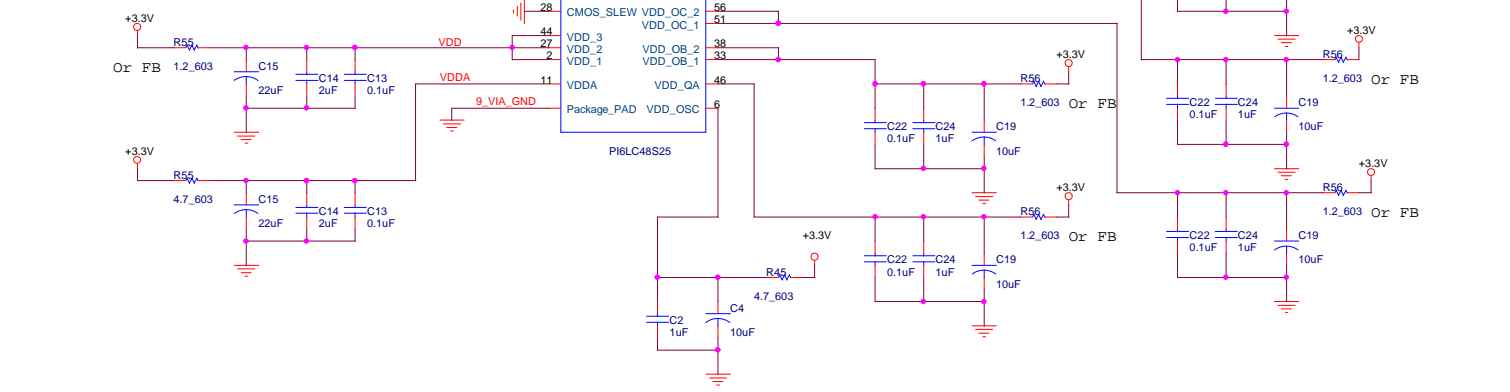 28 CMOS_SLEW VDD_OC_2 56
VDD_OC_1 51
44 VDD_3
27 VDD_2 VDD_OB_2 38
2 VDD_1 VDD_OB_1 33
11 VDDA VDD_QA 46
Package_PAD VDD_OSC 6
PI6LC48S25
VDD
VDDA
9_VIA_GND
+3.3V
R55
1.2_603
Or FB
C15
22uF
C14
2uF
C13
0.1uF
+3.3V
R55
4.7_603
C15
22uF
C14
2uF
C13
0.1uF
+3.3V
R45
4.7_603
C2
1uF
C4
10uF
+3.3V
R56
1.2_603 Or FB
C22
0.1uF
C24
1uF
C19
10uF
+3.3V
R56
1.2_603 Or FB
C22
0.1uF
C24
1uF
C19
10uF
+3.3V
R56
1.2_603 Or FB
C22
0.1uF
C24
1uF
C19
10uF
+3.3V
R56
1.2_603 Or FB
C22
0.1uF
C24
1uF
C19
10uF